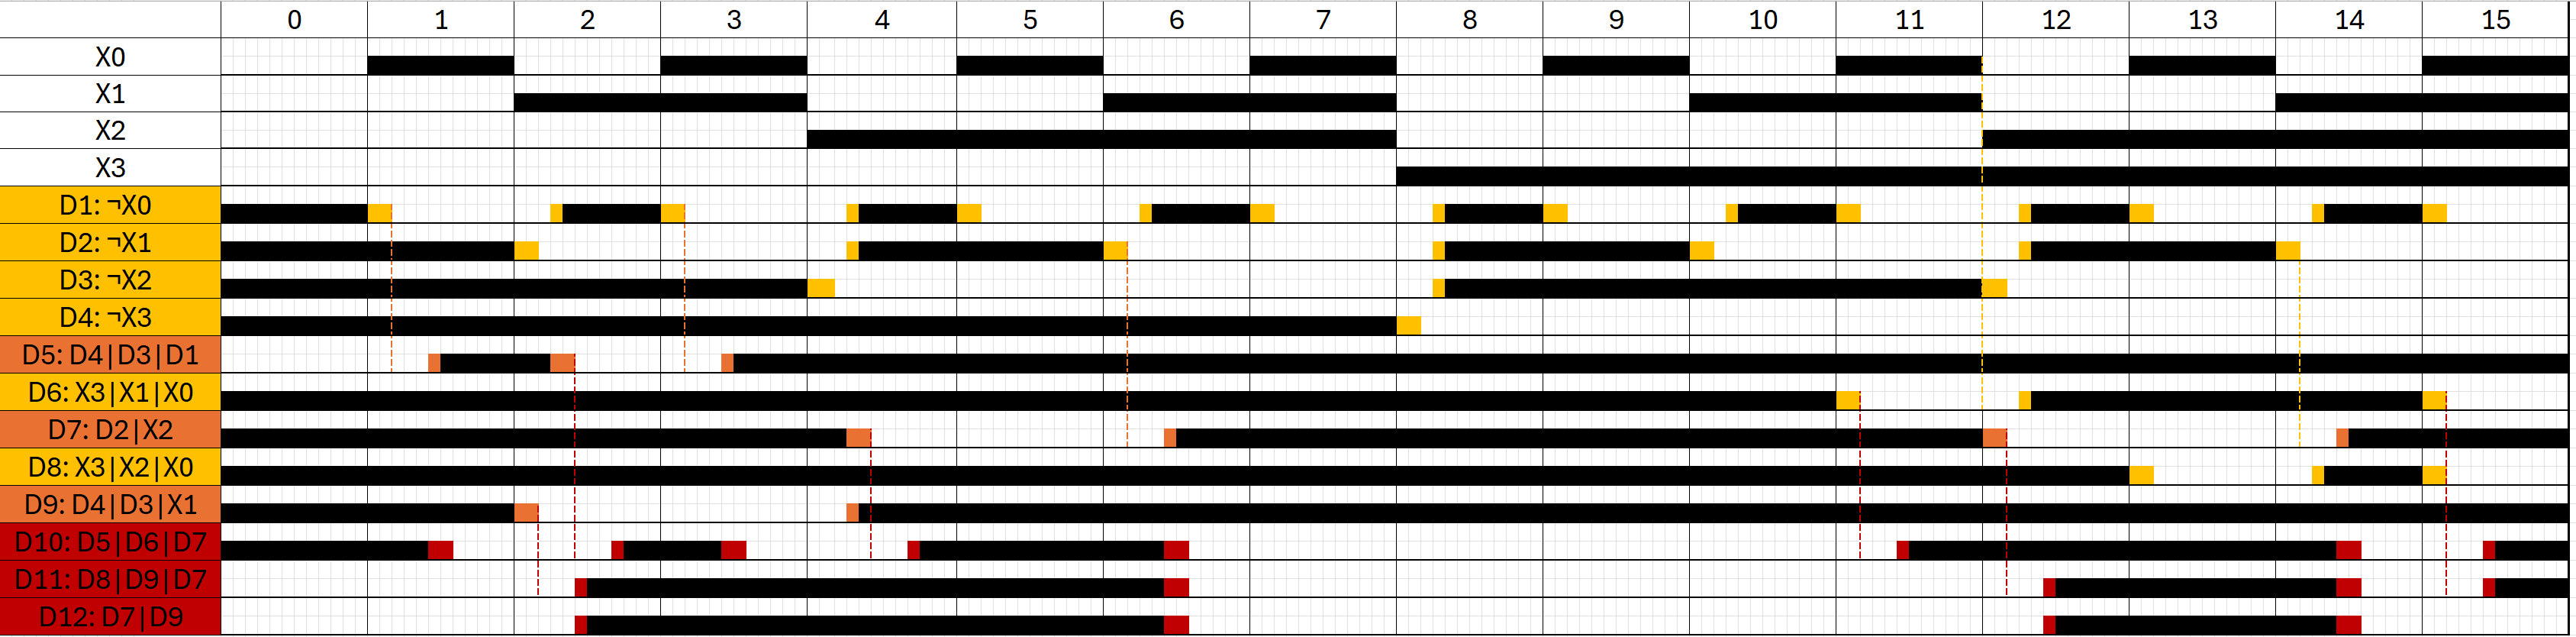 0 1 2 3 4 5 6 7 8 9 10 11 12 13 14 15
X0
X1
X2
X3
D1: ¬X0
D2: ¬X1
D3: ¬X2
D4: ¬X3
D5: D4|D3|D1
D6: X3|X1|X0
D7: D2|X2
D8: X3|X2|X0
D9: D4|D3|X1
D10: D5|D6|D7
D11: D8|D9|D7
D12: D7|D9